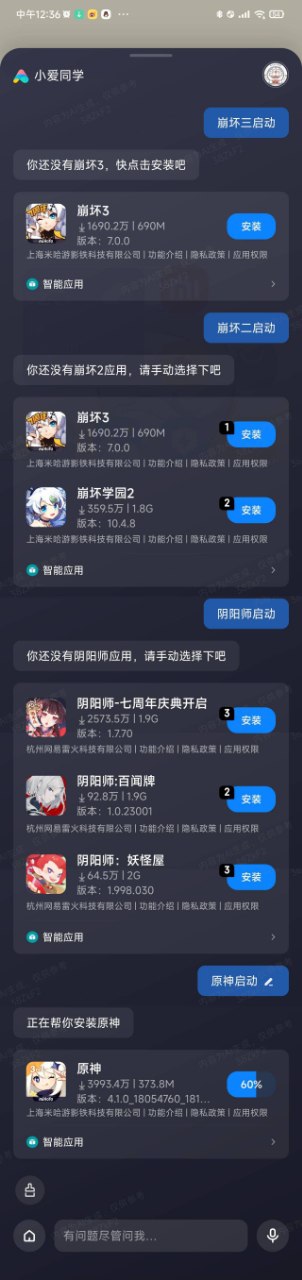 中午12:36
小爱同学
崩坏三启动
你还没有崩坏3，快点击安装吧
崩坏3
1690.2万 | 690M
版本：7.0.0
安装
上海米哈游影铁科技有限公司 | 功能介绍 | 隐私政策 | 应用权限
智能应用
崩坏二启动
你还没有崩坏2应用，请手动选择下吧
崩坏3
1690.2万 | 690M
版本：7.0.0
1
安装
上海米哈游影铁科技有限公司 | 功能介绍 | 隐私政策 | 应用权限
崩坏学园2
359.5万 | 1.8G
版本：10.4.8
2
安装
上海米哈游影铁科技有限公司 | 功能介绍 | 隐私政策 | 应用权限
智能应用
阴阳师启动
你还没有阴阳师应用，请手动选择下吧
阴阳师-七周年庆典开启
2573.5万 | 1.9G
版本：1.7.70
3
安装
杭州网易雷火科技有限公司 | 功能介绍 | 隐私政策 | 应用权限
阴阳师:百闻牌
92.8万 | 1.9G
版本：1.0.23001
2
安装
杭州网易雷火科技有限公司 | 功能介绍 | 隐私政策 | 应用权限
阴阳师：妖怪屋
64.5万 | 2G
版本：1.998.030
3
安装
杭州网易雷火科技有限公司 | 功能介绍 | 隐私政策 | 应用权限
智能应用
原神启动
正在帮你安装原神
原神
3993.4万 | 373.8M
版本：4.1.0_18054760_181...
60%
上海米哈游影铁科技有限公司 | 功能介绍 | 隐私政策 | 应用权限
智能应用
有问题尽管问我...